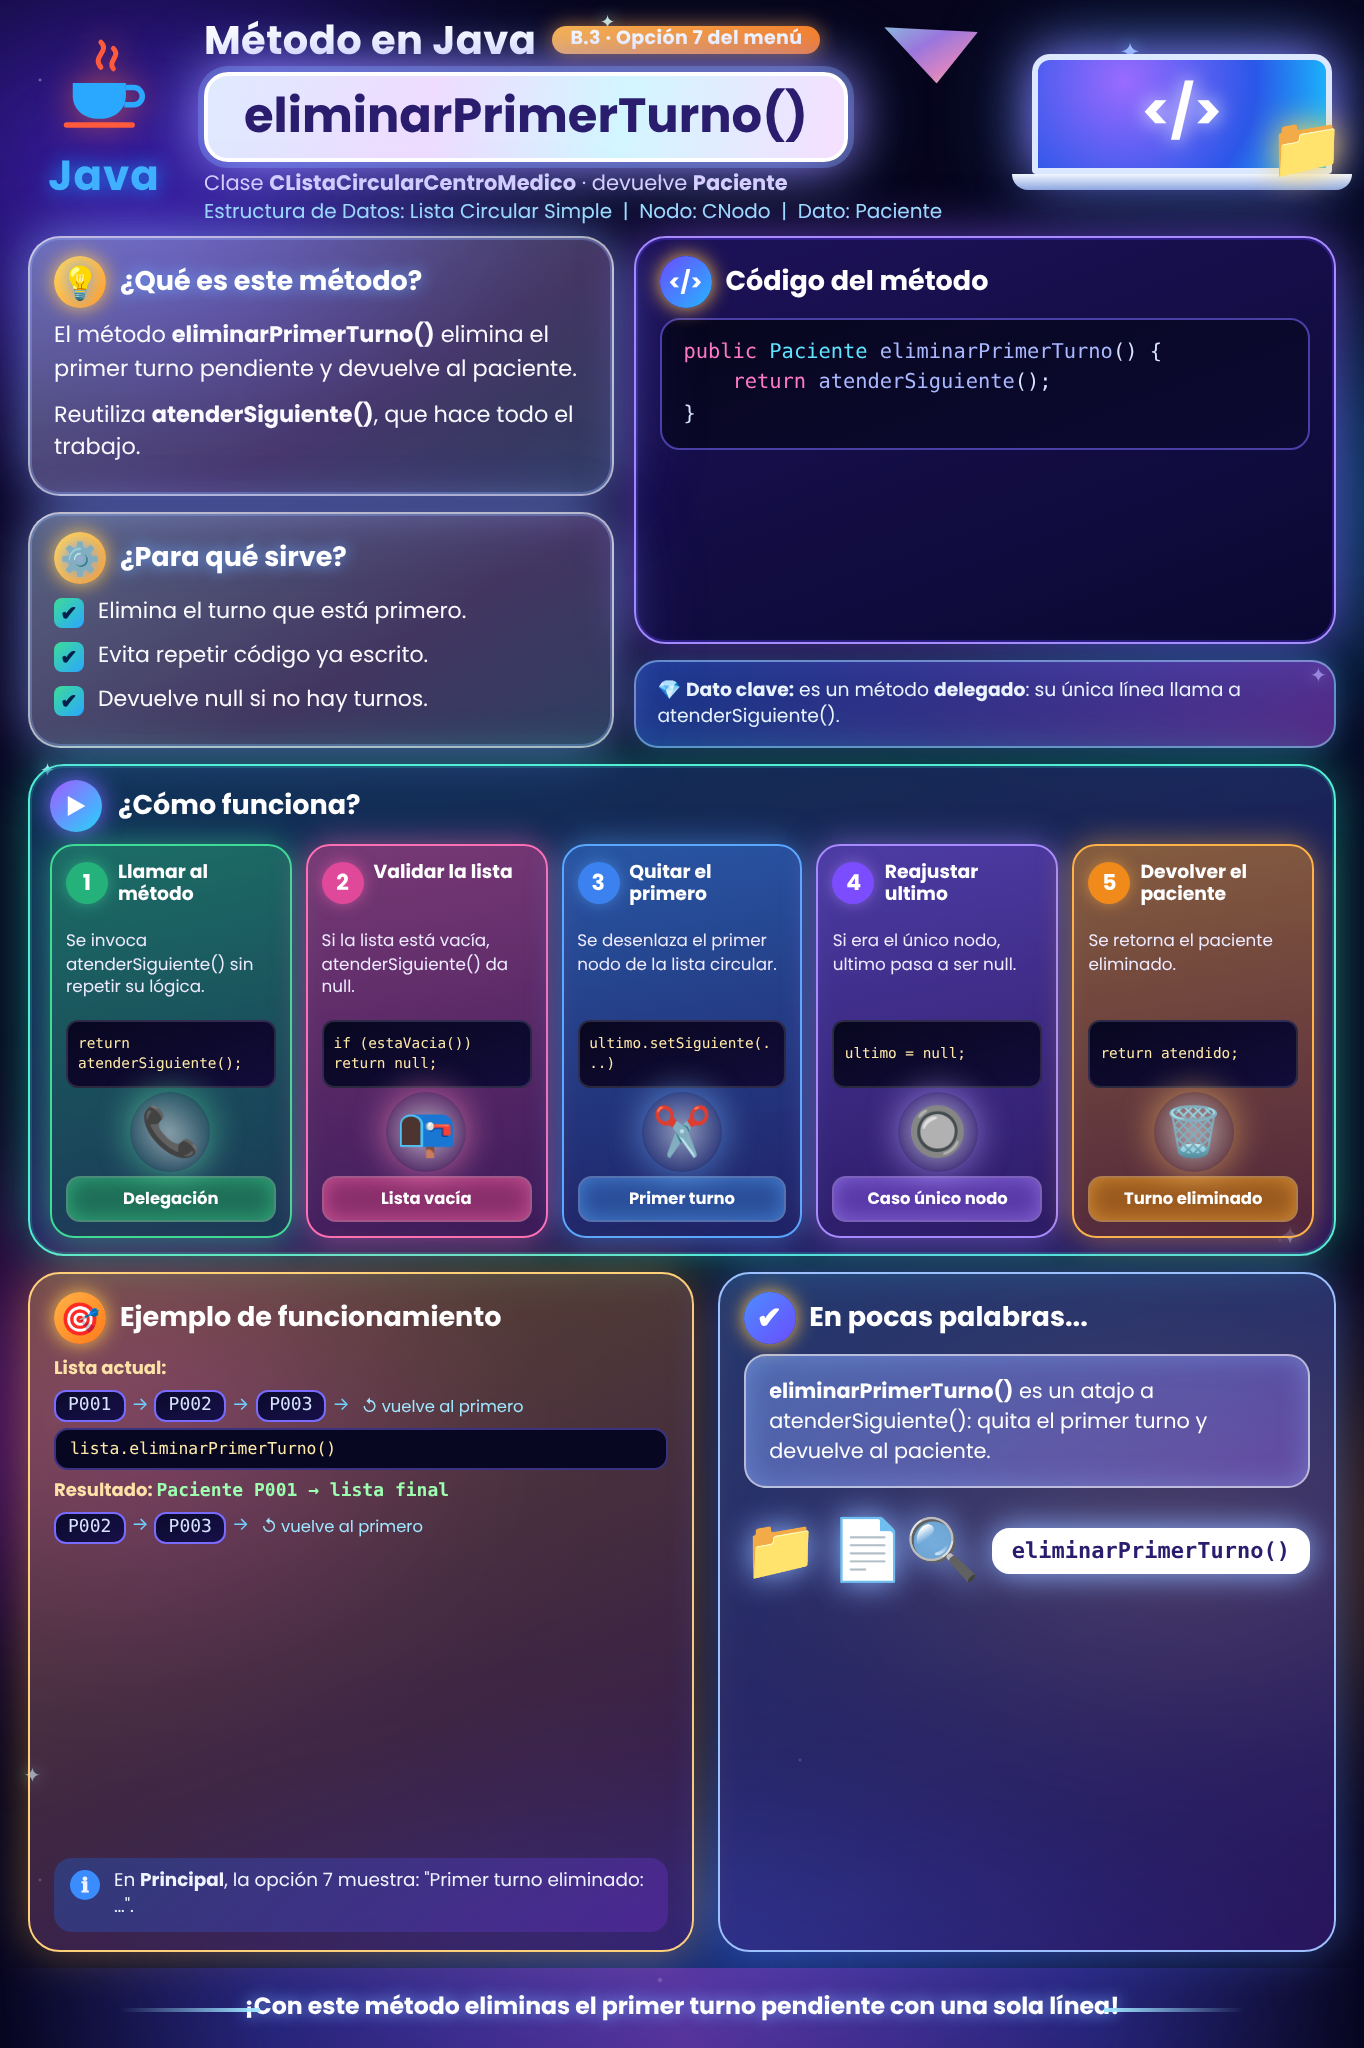 Método en Java
B.3 · Opción 7 del menú
eliminarPrimerTurno()
Java
Clase CListaCircularCentroMedico · devuelve Paciente
Estructura de Datos: Lista Circular Simple | Nodo: CNodo | Dato: Paciente
</>
¿Qué es este método?
El método eliminarPrimerTurno() elimina el
primer turno pendiente y devuelve al paciente.
Reutiliza atenderSiguiente(), que hace todo el
trabajo.
¿Para qué sirve?
✔ Elimina el turno que está primero.
✔ Evita repetir código ya escrito.
✔ Devuelve null si no hay turnos.
</> Código del método
public Paciente eliminarPrimerTurno() {
    return atenderSiguiente();
}
💎 Dato clave: es un método delegado: su única línea llama a
atenderSiguiente().
¿Cómo funciona?
1 Llamar al
método
Se invoca
atenderSiguiente() sin
repetir su lógica.
return
atenderSiguiente();
Delegación
2 Validar la lista
Si la lista está vacía,
atenderSiguiente() da
null.
if (estaVacia())
return null;
Lista vacía
3 Quitar el
primero
Se desenlaza el primer
nodo de la lista circular.
ultimo.setSiguiente(.
..)
Primer turno
4 Reajustar
ultimo
Si era el único nodo,
ultimo pasa a ser null.
ultimo = null;
Caso único nodo
5 Devolver el
paciente
Se retorna el paciente
eliminado.
return atendido;
Turno eliminado
Ejemplo de funcionamiento
Lista actual:
P001 → P002 → P003 → ↺ vuelve al primero
lista.eliminarPrimerTurno()
Resultado: Paciente P001 → lista final
P002 → P003 → ↺ vuelve al primero
ℹ En Principal, la opción 7 muestra: "Primer turno eliminado:
...".
✔ En pocas palabras...
eliminarPrimerTurno() es un atajo a
atenderSiguiente(): quita el primer turno y
devuelve al paciente.
eliminarPrimerTurno()
¡Con este método eliminas el primer turno pendiente con una sola línea!